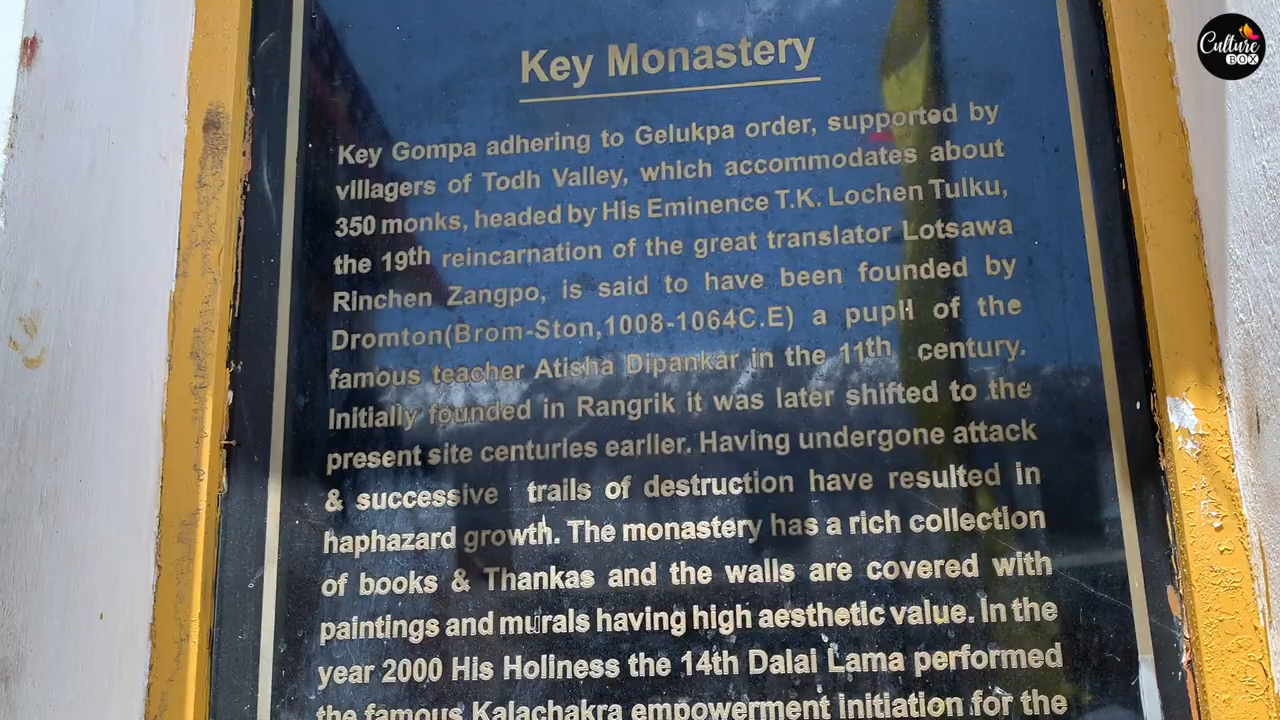 Culture
BOX
Key Monastery
Key Gompa adhering to Gelukpa order, supported by
villagers of Todh Valley, which accommodates about
350 monks, headed by His Eminence T.K. Lochen Tulku,
the 19th reincarnation of the great translator Lotsawa
Rinchen Zangpo, is said to have been founded by
Dromton(Brom-Ston,1008-1064C.E) a pupil of the
famous teacher Atisha Dipankar in the 11th century.
Initially founded in Rangrik it was later shifted to the
present site centuries earlier. Having undergone attack
& successive trails of destruction have resulted in
haphazard growth. The monastery has a rich collection
of books & Thankas and the walls are covered with
paintings and murals having high aesthetic value. In the
year 2000 His Holiness the 14th Dalai Lama performed
the famous Kalachakra empowerment initiation for the